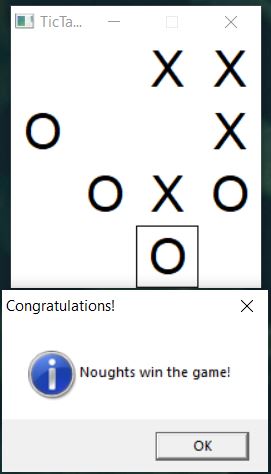 TicTa...
X X
O X
O X O
O
Congratulations!
Noughts win the game!
OK